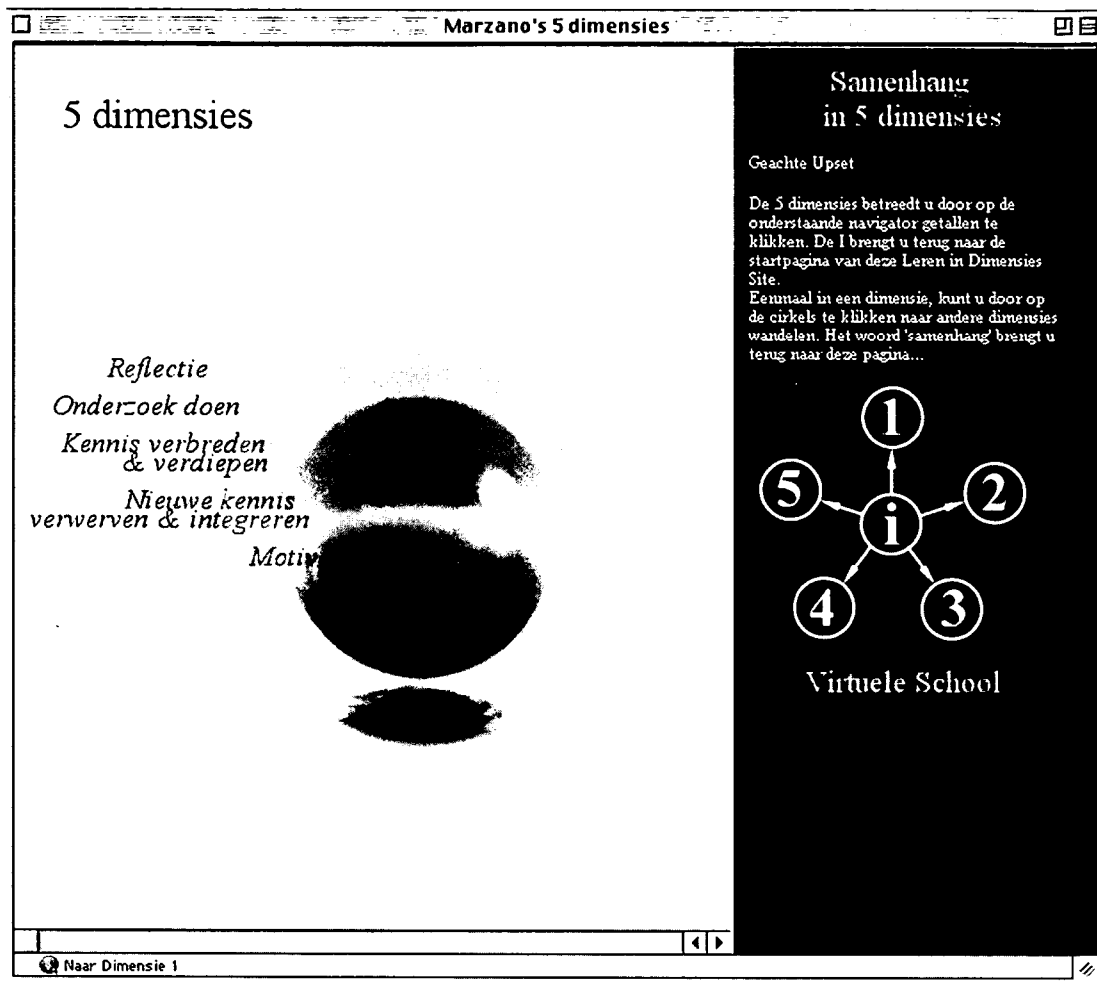 Marzano's 5 dimensies
5 dimensies
Reflectie
Onderzoek doen
Kennis verbreden
& verdiepen
Nieuwe kennis
verwerven & integreren
Motiv
Samenhang
in 5 dimensies
Geachte Upset
De 5 dimensies betreedt u door op de
onderstaande navigator getallen te
klikken. De I brengt u terug naar de
startpagina van deze Leren in Dimensies
Site.
Eenmaal in een dimensie, kunt u door op
de cirkels te klikken naar andere dimensies
wandelen. Het woord 'samenhang' brengt u
terug naar deze pagina...
1
5
2
i
4
3
Virtuele School
Naar Dimensie 1